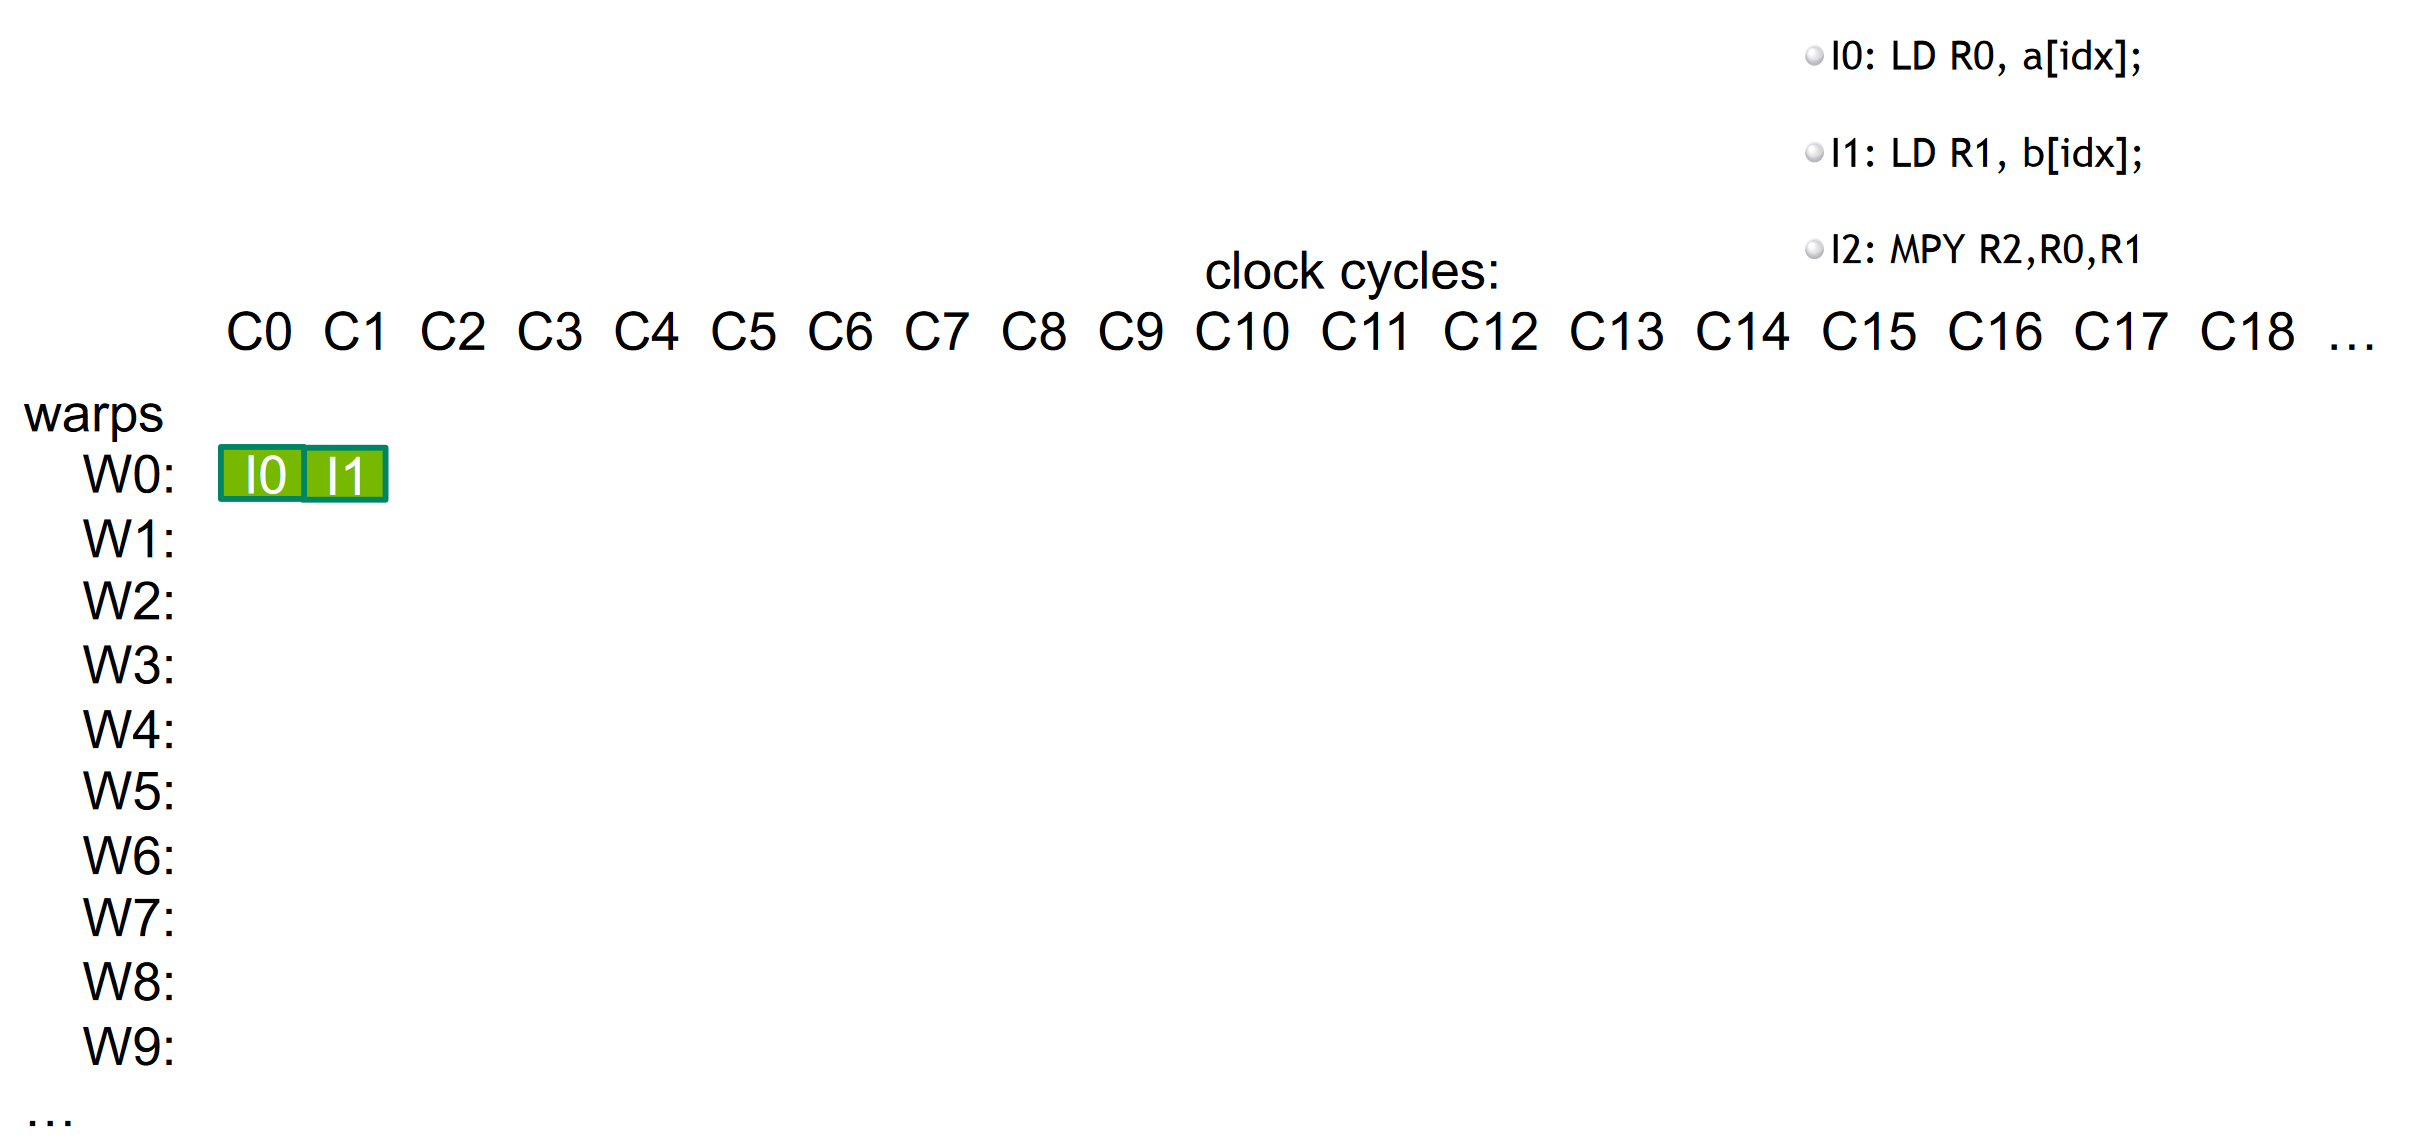 I0: LD R0, a[idx];
I1: LD R1, b[idx];
I2: MPY R2,R0,R1
clock cycles:
C0 C1 C2 C3 C4 C5 C6 C7 C8 C9 C10 C11 C12 C13 C14 C15 C16 C17 C18 …
warps
W0: I0 I1
W1:
W2:
W3:
W4:
W5:
W6:
W7:
W8:
W9:
…